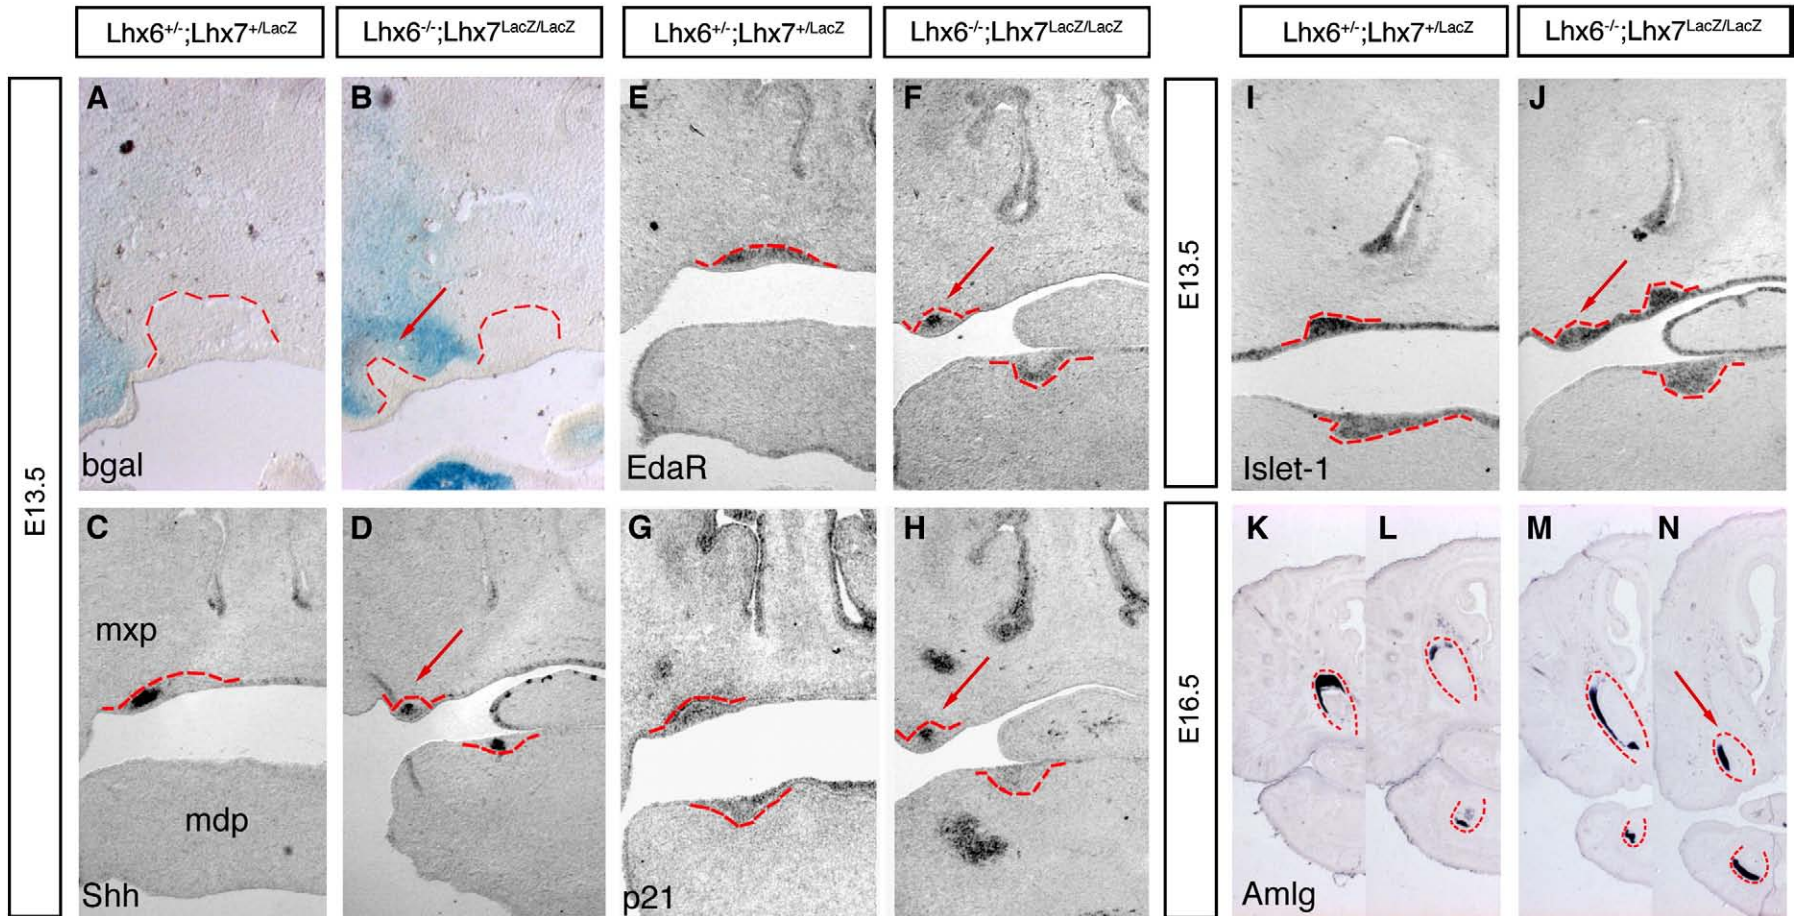 Lhx6+/-;Lhx7+/LacZ
Lhx6-/-;Lhx7LacZ/LacZ
Lhx6+/-;Lhx7+/LacZ
Lhx6-/-;Lhx7LacZ/LacZ
Lhx6+/-;Lhx7+/LacZ
Lhx6-/-;Lhx7LacZ/LacZ
E13.5
A
bgal
B
E
EdaR
F
E13.5
I
Islet-1
J
C
mxp
mdp
Shh
D
G
p21
H
E16.5
K
Amlg
L
M
N